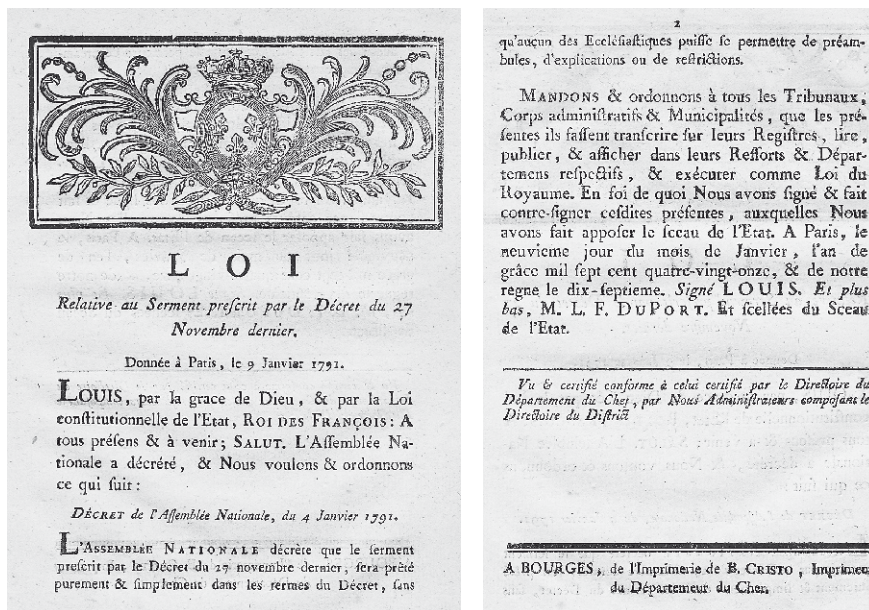 LOI
Relative au Serment prescrit par le Décret du 27
Novembre dernier.
Donnée à Paris, le 9 Janvier 1791.
LOUIS, par la grace de Dieu, & par la Loi
constitutionnelle de l'Etat, ROI DES FRANÇOIS : A
tous présens & à venir ; SALUT. L'Assemblée Na-
tionale a décrété, & Nous voulons & ordonnons
ce qui suit :
DÉCRET de l'Assemblée Nationale, du 4 Janvier 1791.
L'ASSEMBLÉE NATIONALE décrète que le serment
prescrit par le Décret du 27 novembre dernier, sera prêté
purement & simplement dans les termes du Décret, sans
2
qu'aucun des Ecclésiastiques puisse se permettre de préam-
bules, d'explications ou de restrictions.
MANDONS & ordonnons à tous les Tribunaux,
Corps administratifs & Municipalités, que les pré-
sentes ils fassent transcrire sur leurs Registres, lire,
publier, & afficher dans leurs Ressorts & Dépar-
temens respectifs, & exécuter comme Loi du
Royaume. En foi de quoi Nous avons signé & fait
contre-signer cesdites présentes, auxquelles Nous
avons fait apposer le sceau de l'Etat. A Paris, le
neuvieme jour du mois de Janvier, l'an de
grâce mil sept cent quatre-vingt-onze, & de notre
regne le dix-septieme. Signé LOUIS. Et plus
bas, M. L. F. DUPORT. Et scellées du Sceau
de l'Etat.
Vu & certifié conforme à celui certifié par le Directoire du
Département du Cher, par Nous Administrateurs composans le
Directoire du District
A BOURGES, de l'Imprimerie de B. CRISTO, Imprimeur
du Département du Cher.